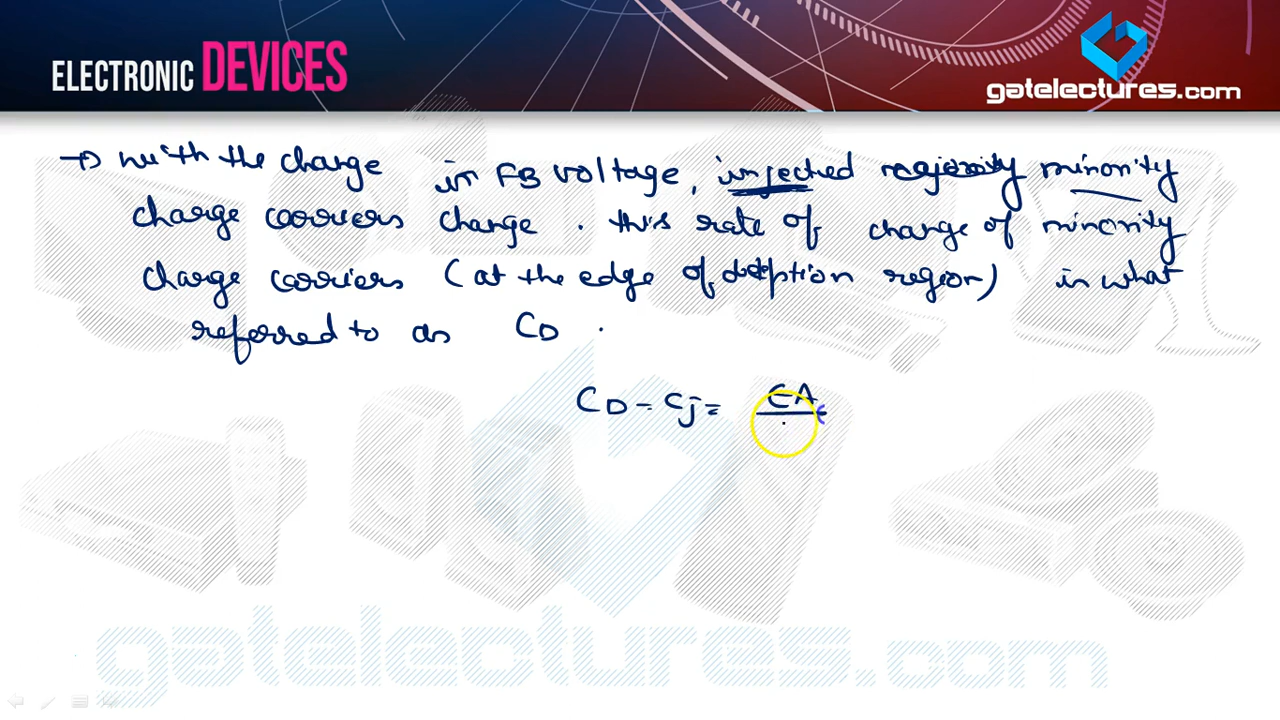 ELECTRONIC DEVICES
gatelectures.com
→ with the change in FB voltage, injected majority minority
charge carriers change . this rate of change of minority
charge carriers (at the edge of depletion region) in what
referred to as CD .
CD = Cj = ЄA
gatelectures.com